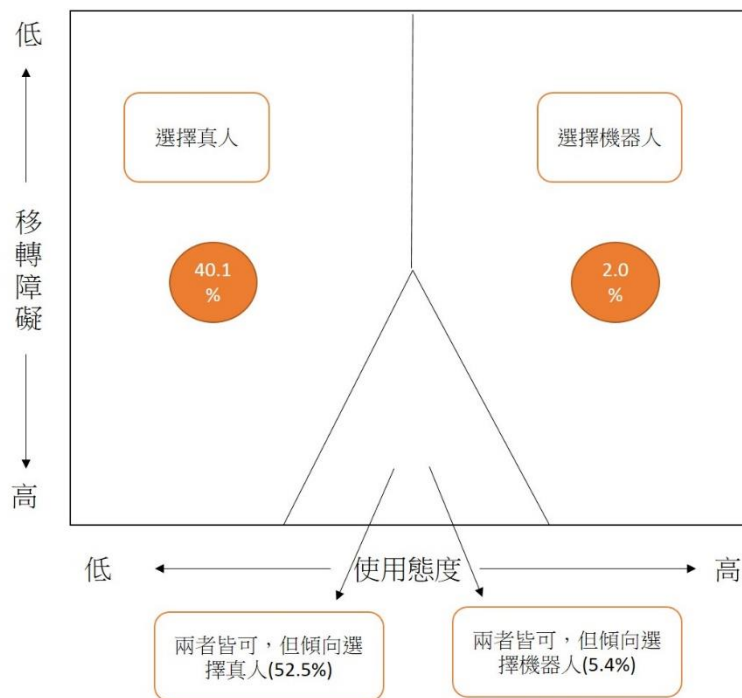 低
選擇真人
選擇機器人
移轉障礙
40.1
%
2.0
%
高
低
使用態度
高
兩者皆可，但傾向選
擇真人(52.5%)
兩者皆可，但傾向選
擇機器人(5.4%)